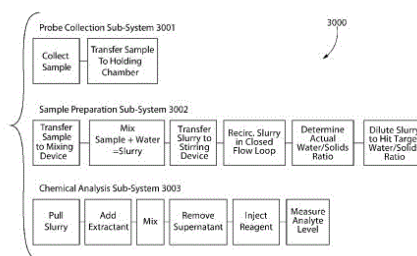 Probe Collection Sub-System 3001
3000
Collect
Sample
Transfer Sample
To Holding
Chamber
Sample Preparation Sub-System 3002
Transfer
Sample
to Mixing
Device
Mix
Sample + Water
=Slurry
Transfer
Slurry to
Stirring
Device
Recirc. Slurry
in Closed
Flow Loop
Determine
Actual
Water/Solids
Ratio
Dilute Slurry
to Hit Target
Water/Solids
Ratio
Chemical Analysis Sub-System 3003
Pull
Slurry
Add
Extractant
Mix
Remove
Supernatant
Inject
Reagent
Measure
Analyte
Level